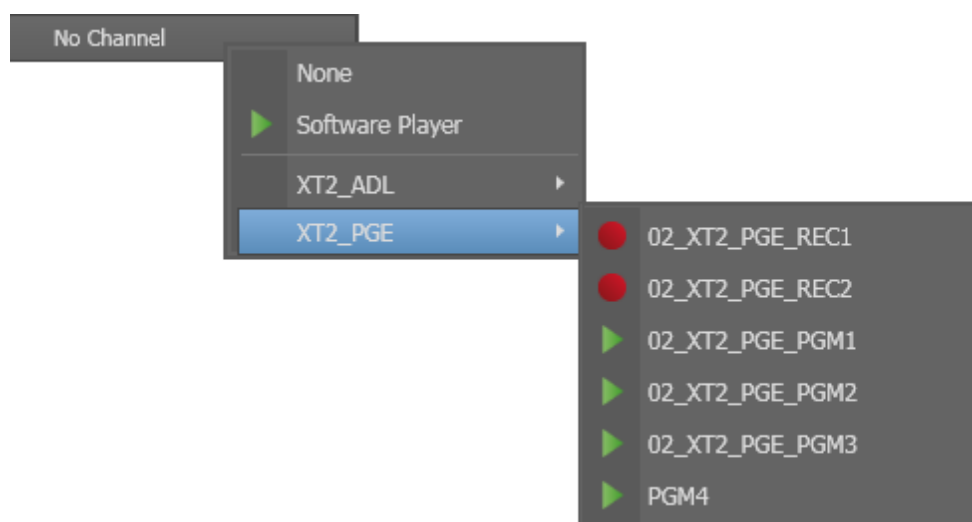 No Channel
None
Software Player
XT2_ADL
XT2_PGE
02_XT2_PGE_REC1
02_XT2_PGE_REC2
02_XT2_PGE_PGM1
02_XT2_PGE_PGM2
02_XT2_PGE_PGM3
PGM4